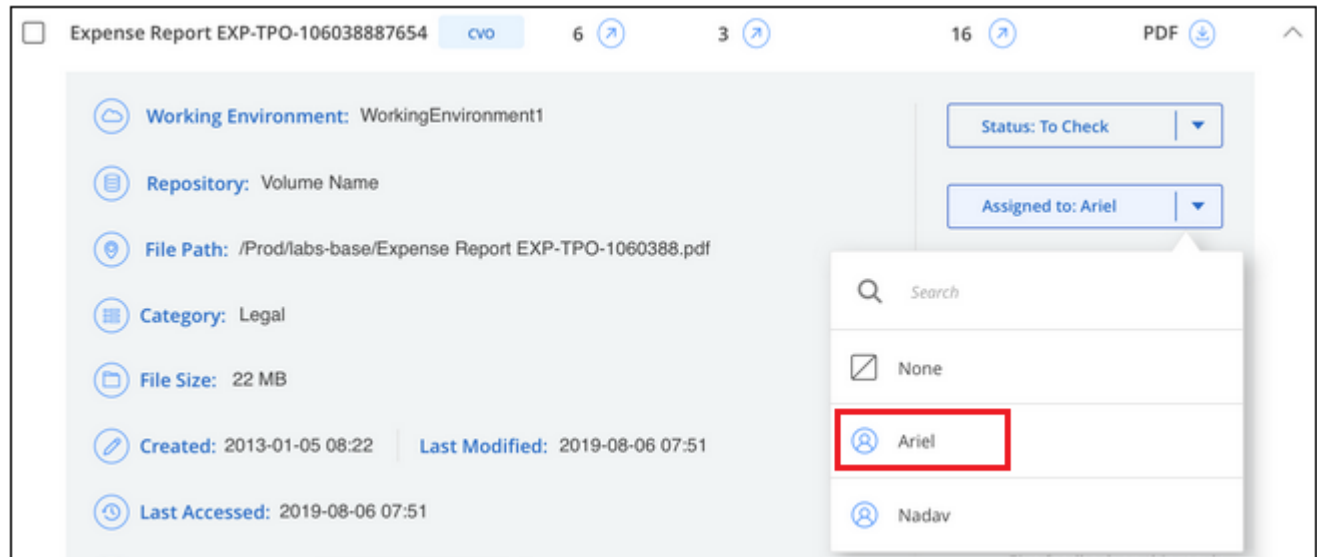 Expense Report EXP-TPO-106038887654 cvo 6 3 16 PDF
Working Environment: WorkingEnvironment1
Status: To Check
Repository: Volume Name
Assigned to: Ariel
File Path: /Prod/labs-base/Expense Report EXP-TPO-1060388.pdf
Search
Category: Legal
None
File Size: 22 MB
Ariel
Created: 2013-01-05 08:22 Last Modified: 2019-08-06 07:51
Last Accessed: 2019-08-06 07:51
Nadav